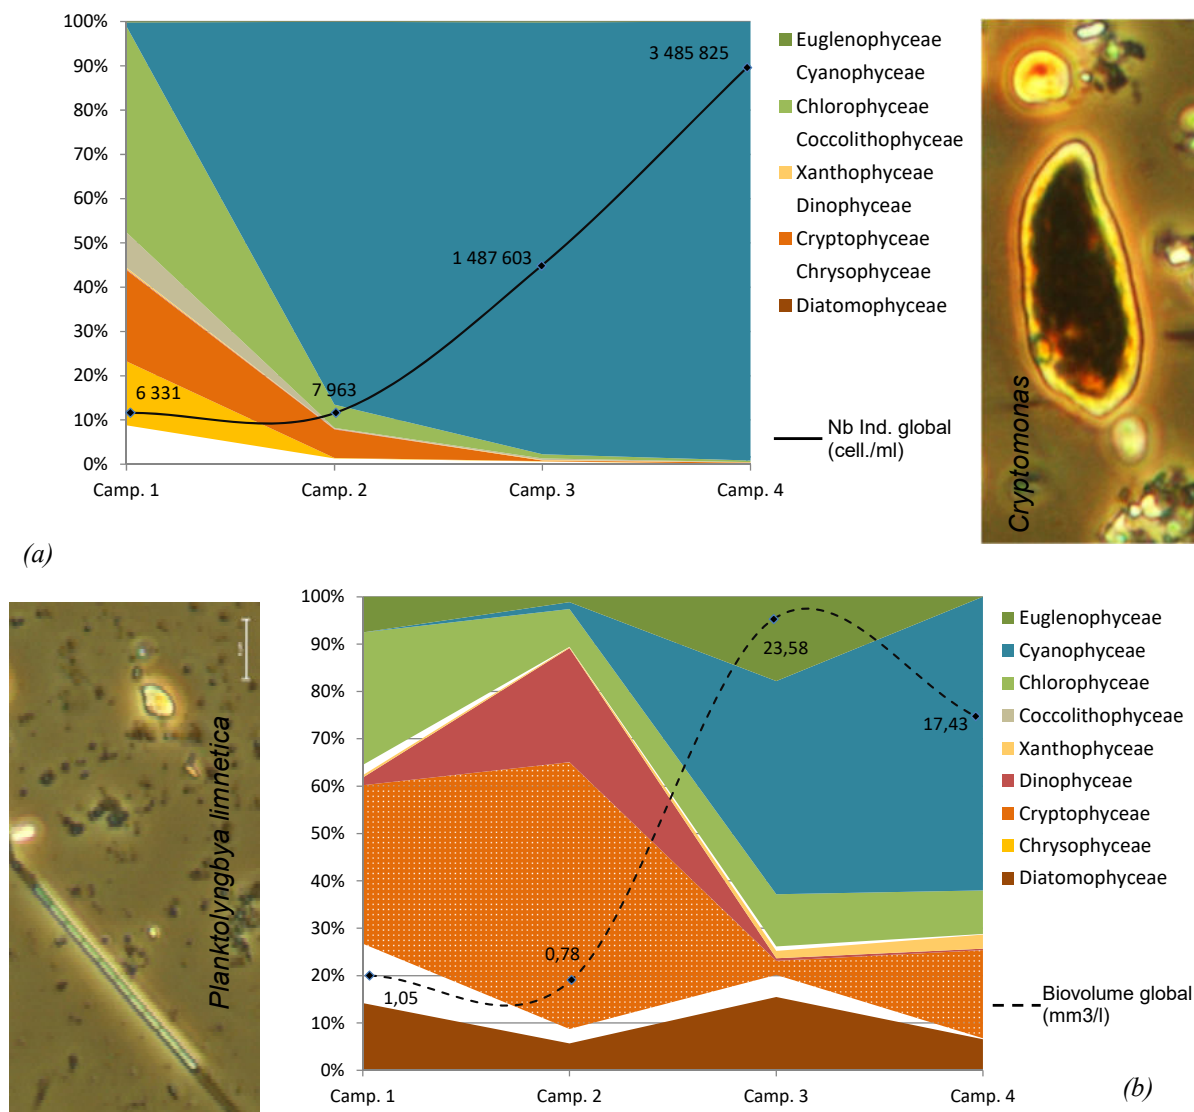 100%
90%
80%
70%
60%
50%
40%
30%
20%
10%
0%
6 331
7 963
1 487 603
3 485 825
Camp. 1
Camp. 2
Camp. 3
Camp. 4
Euglenophyceae
Cyanophyceae
Chlorophyceae
Coccolithophyceae
Xanthophyceae
Dinophyceae
Cryptophyceae
Chrysophyceae
Diatomophyceae
Nb Ind. global
(cell./ml)
Cryptomonas
(a)
Planktolyngbya limnetica
100%
90%
80%
70%
60%
50%
40%
30%
20%
10%
0%
1,05
0,78
23,58
17,43
Camp. 1
Camp. 2
Camp. 3
Camp. 4
Euglenophyceae
Cyanophyceae
Chlorophyceae
Coccolithophyceae
Xanthophyceae
Dinophyceae
Cryptophyceae
Chrysophyceae
Diatomophyceae
Biovolume global
(mm3/l)
(b)